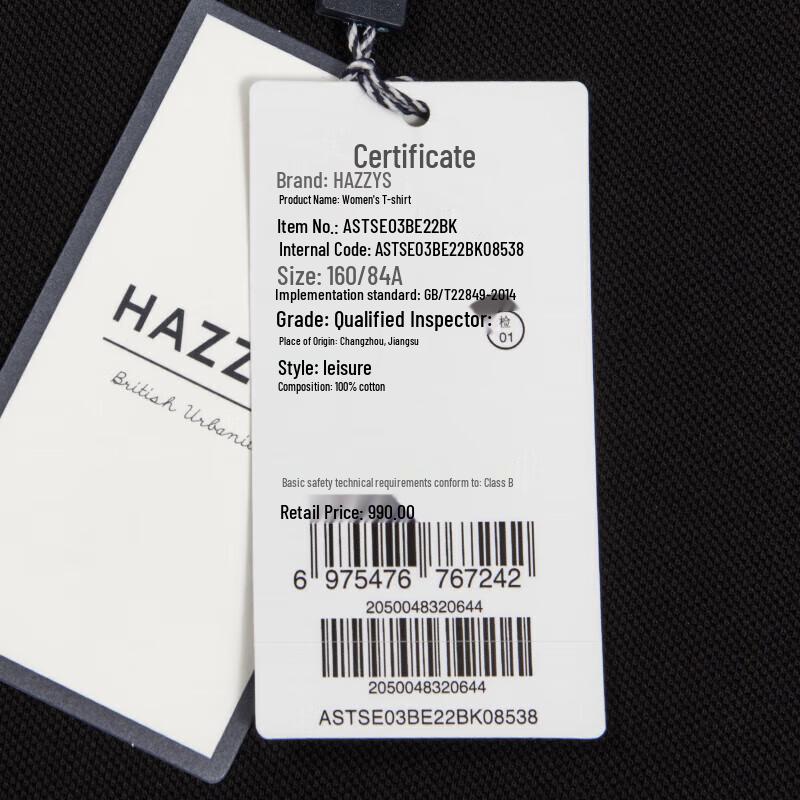 Certificate
Brand: HAZZYS
Product Name: Women's T-shirt
Item No.: ASTSE03BE22BK
Internal Code: ASTSE03BE22BK08538
Size: 160/84A
Implementation standard: GB/T22849-2014
Grade: Qualified Inspector:
检
01
Place of Origin: Changzhou, Jiangsu
Style: leisure
Composition: 100% cotton
Basic safety technical requirements conform to: Class B
Retail Price: 990.00
6 975476 767242
2050048320644
2050048320644
ASTSE03BE22BK08538
HAZZ
British Urbani